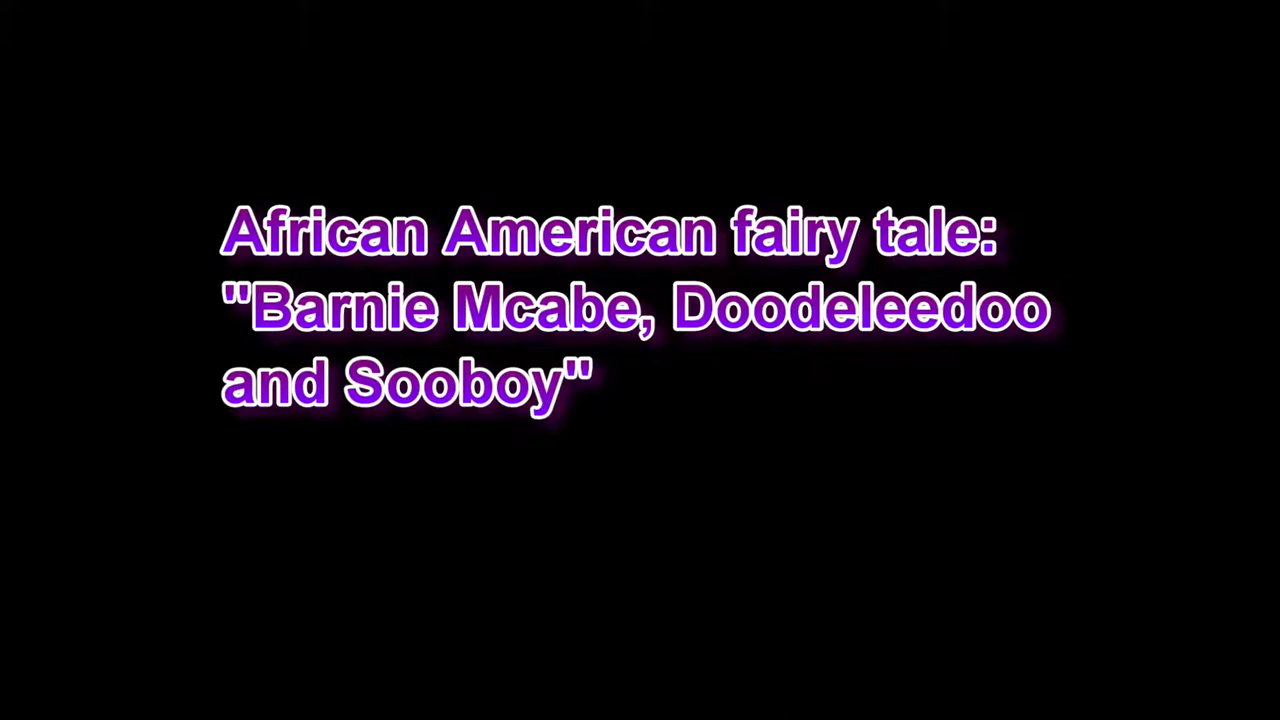 African American fairy tale:
"Barnie Mcabe, Doodeleedoo
and Sooboy"